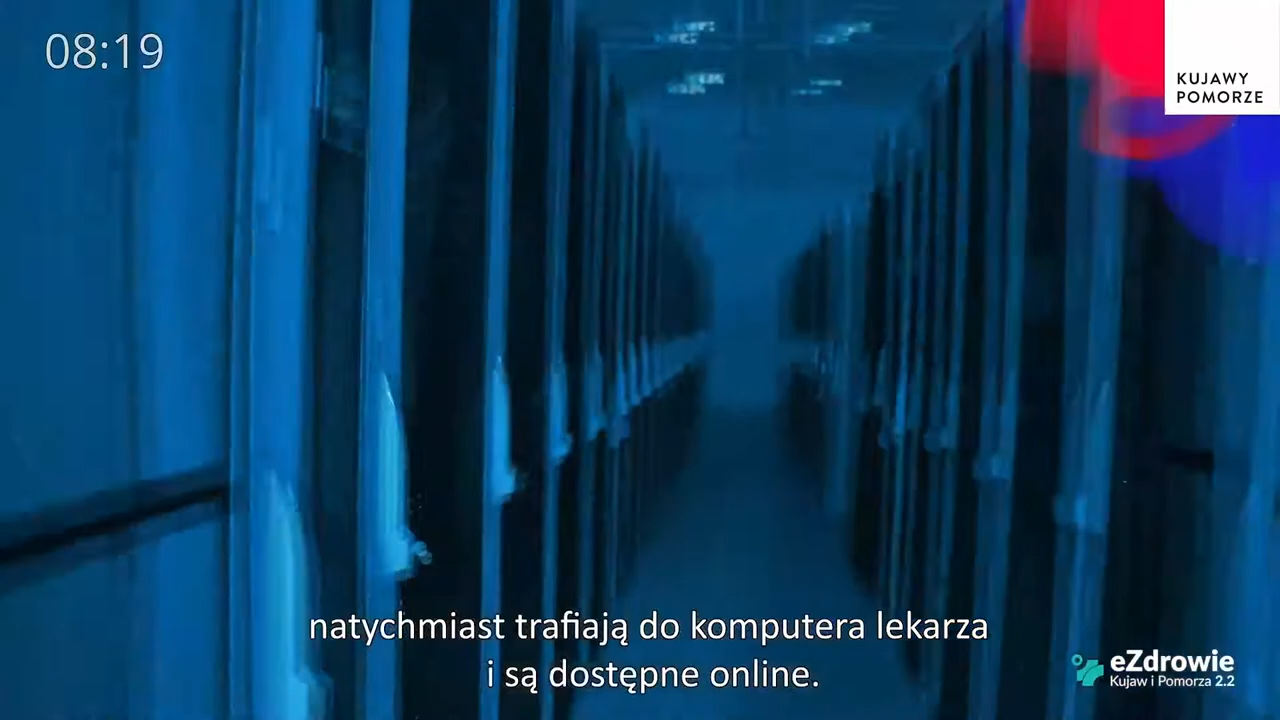 08:19
KUJAWY
POMORZE
natychmiast trafiają do komputera lekarza
i są dostępne online.
eZdrowie
Kujaw i Pomorza 2.2